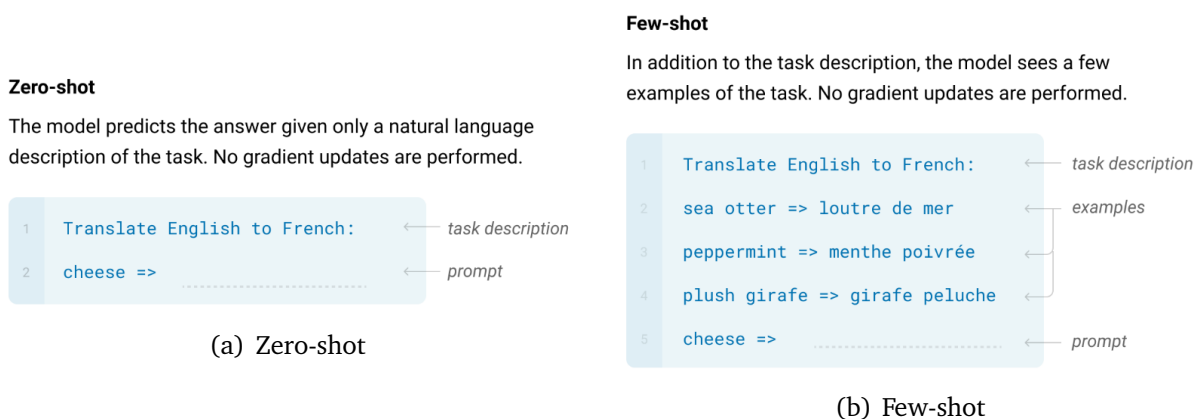 Zero-shot
The model predicts the answer given only a natural language
description of the task. No gradient updates are performed.
1 Translate English to French: task description
2 cheese => prompt
(a) Zero-shot
Few-shot
In addition to the task description, the model sees a few
examples of the task. No gradient updates are performed.
1 Translate English to French: task description
2 sea otter => loutre de mer examples
3 peppermint => menthe poivrée
4 plush girafe => girafe peluche
5 cheese => prompt
(b) Few-shot